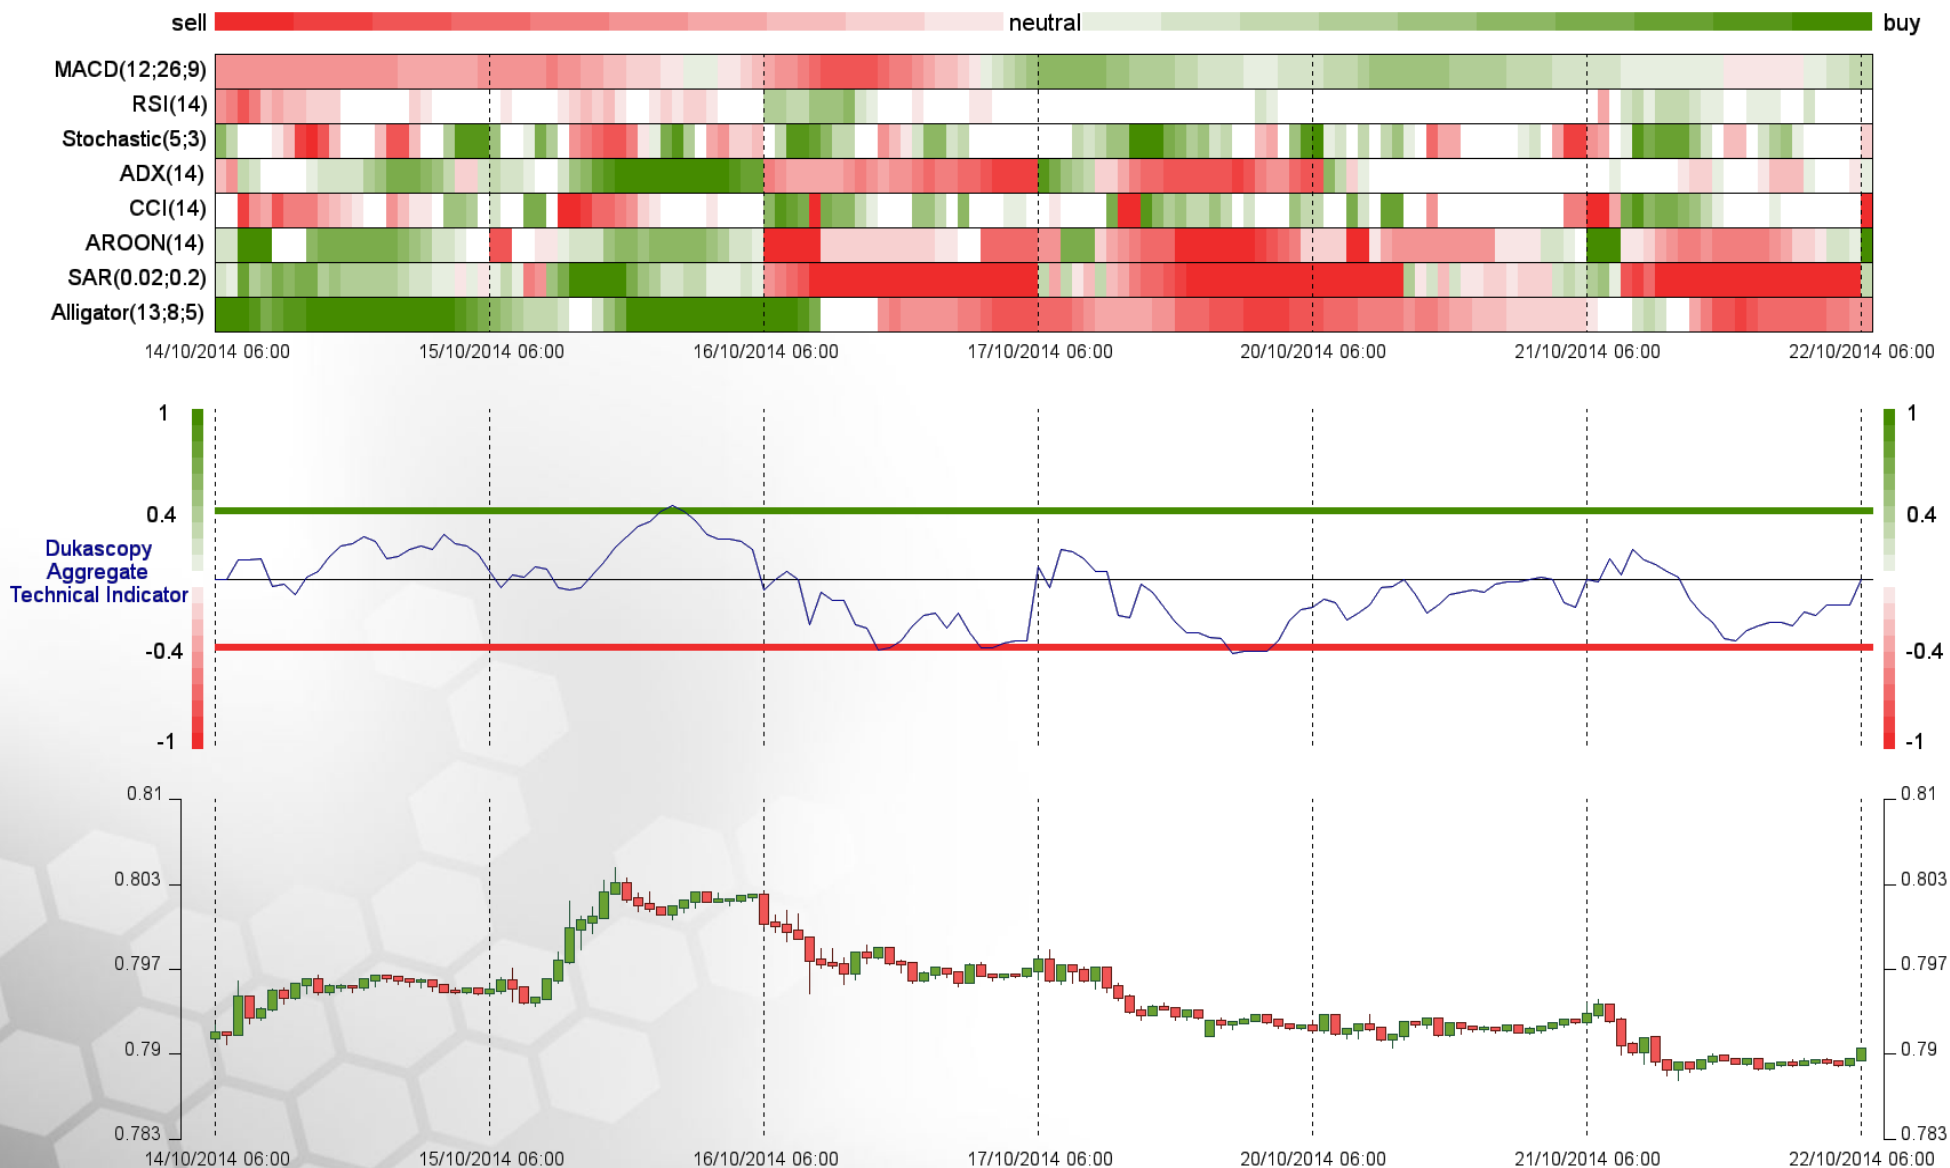 sell neutral buy
MACD(12;26;9)
RSI(14)
Stochastic(5;3)
ADX(14)
CCI(14)
AROON(14)
SAR(0.02;0.2)
Alligator(13;8;5)
14/10/2014 06:00 15/10/2014 06:00 16/10/2014 06:00 17/10/2014 06:00 20/10/2014 06:00 21/10/2014 06:00 22/10/2014 06:00
1 1
0.4 0.4
Dukascopy
Aggregate
Technical Indicator
-0.4 -0.4
-1 -1
0.81 0.81
0.803 0.803
0.797 0.797
0.79 0.79
0.783 0.783
14/10/2014 06:00 15/10/2014 06:00 16/10/2014 06:00 17/10/2014 06:00 20/10/2014 06:00 21/10/2014 06:00 22/10/2014 06:00